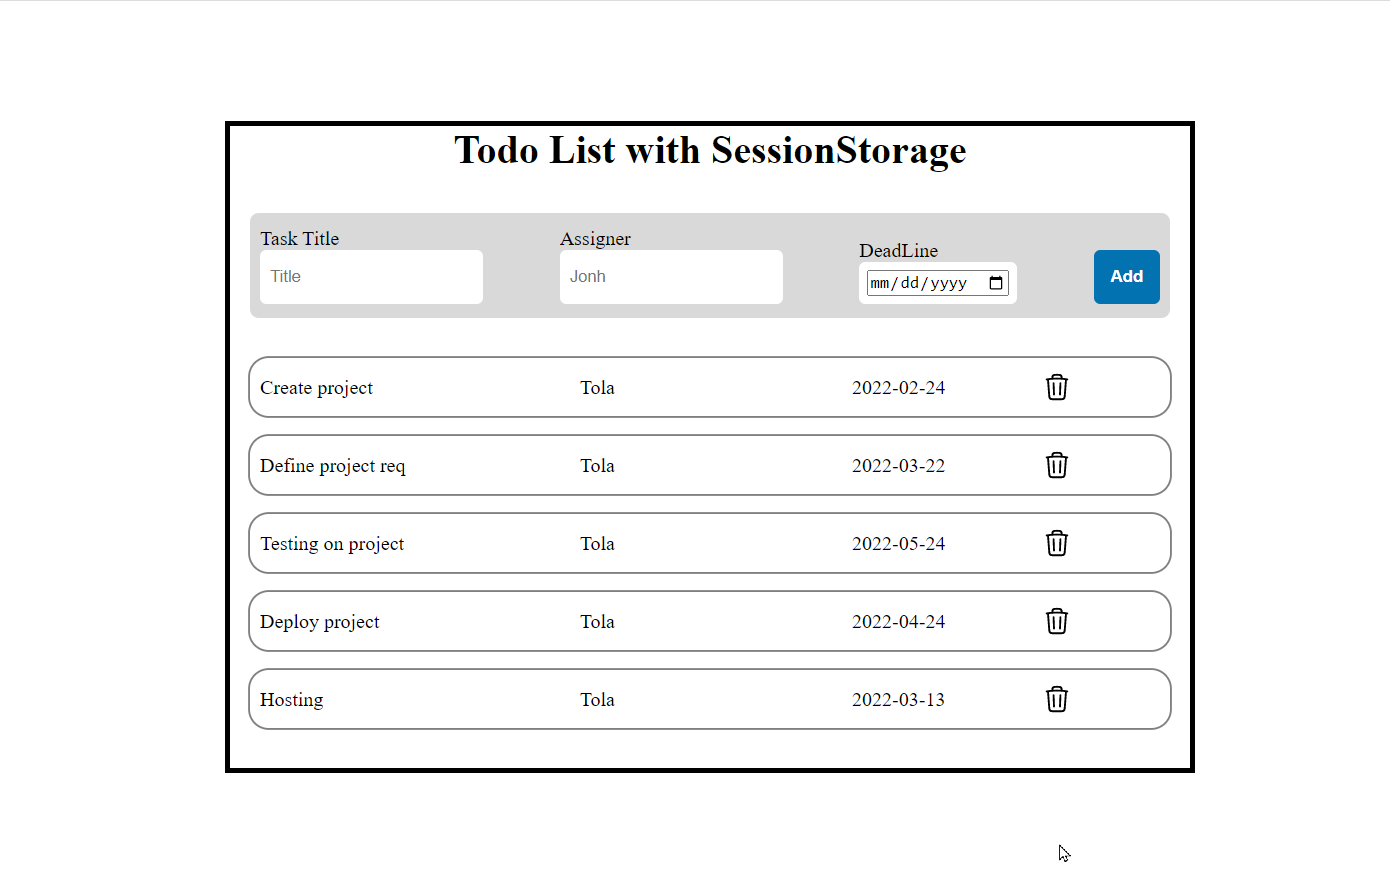 Todo List with SessionStorage
Task Title Assigner DeadLine
Title Jonh mm/dd/yyyy Add
Create project Tola 2022-02-24
Define project req Tola 2022-03-22
Testing on project Tola 2022-05-24
Deploy project Tola 2022-04-24
Hosting Tola 2022-03-13